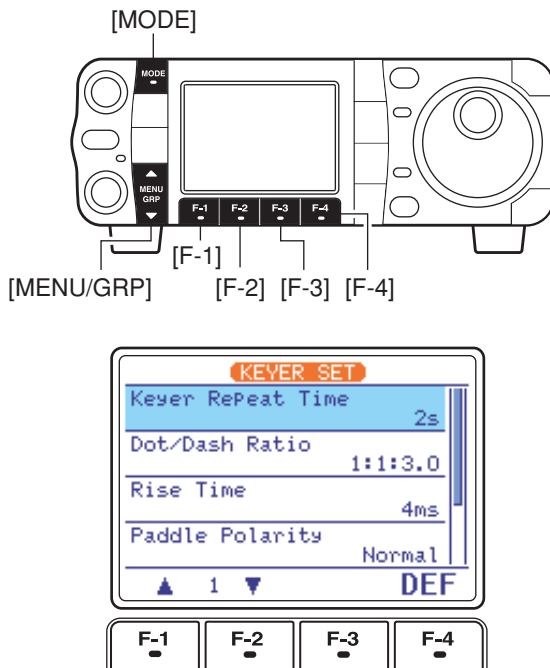 [MODE]
MODE
MENU
GRP
F-1 F-2 F-3 F-4
[F-1]
[MENU/GRP] [F-2] [F-3] [F-4]
KEYER SET
Keyer RePeat Time
2s
Dot/Dash Ratio
1:1:3.0
Rise Time
4ms
Paddle Polarity
Normal
▲ 1 ▼ DEF
F-1 F-2 F-3 F-4